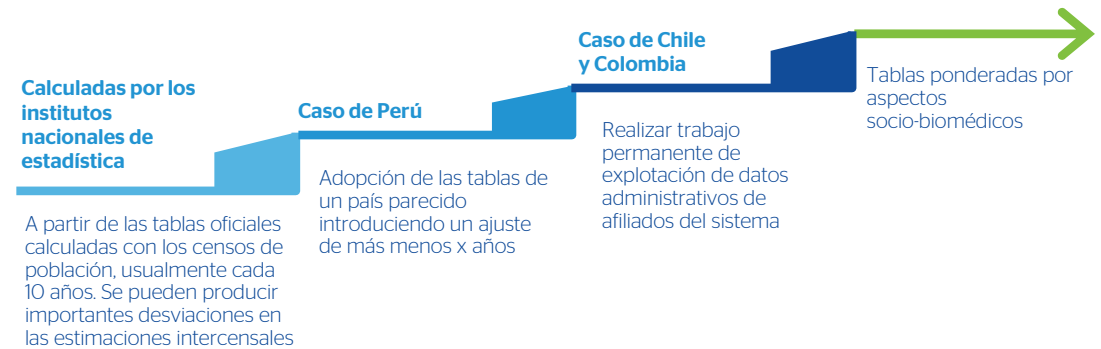 Calculadas por los
institutos
nacionales de
estadística
A partir de las tablas oficiales
calculadas con los censos de
población, usualmente cada
10 años. Se pueden producir
importantes desviaciones en
las estimaciones intercensales
Caso de Perú
Adopción de las tablas de
un país parecido
introduciendo un ajuste
de más menos x años
Caso de Chile
y Colombia
Realizar trabajo
permanente de
explotación de datos
administrativos de
afiliados del sistema
Tablas ponderadas por
aspectos
socio-biomédicos